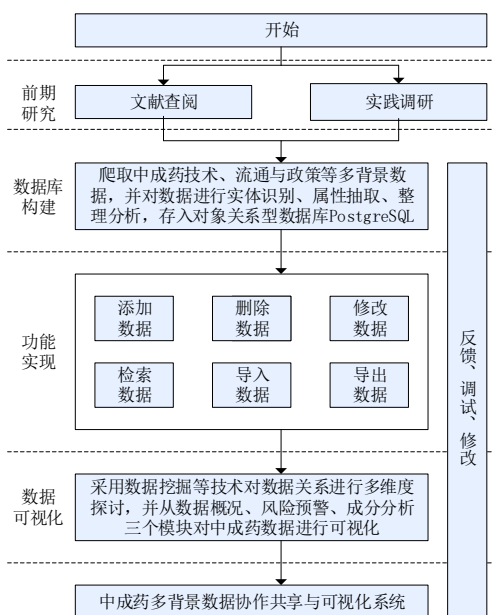 开始
前期
研究
文献查阅
实践调研
数据库
构建
爬取中成药技术、流通与政策等多背景数
据，并对数据进行实体识别、属性抽取、整
理分析，存入对象关系型数据库PostgreSQL
功能
实现
添加
数据
删除
数据
修改
数据
检索
数据
导入
数据
导出
数据
反馈、调试、修改
数据
可视化
采用数据挖掘等技术对数据关系进行多维度
探讨，并从数据概况、风险预警、成分分析
三个模块对中成药数据进行可视化
中成药多背景数据协作共享与可视化系统